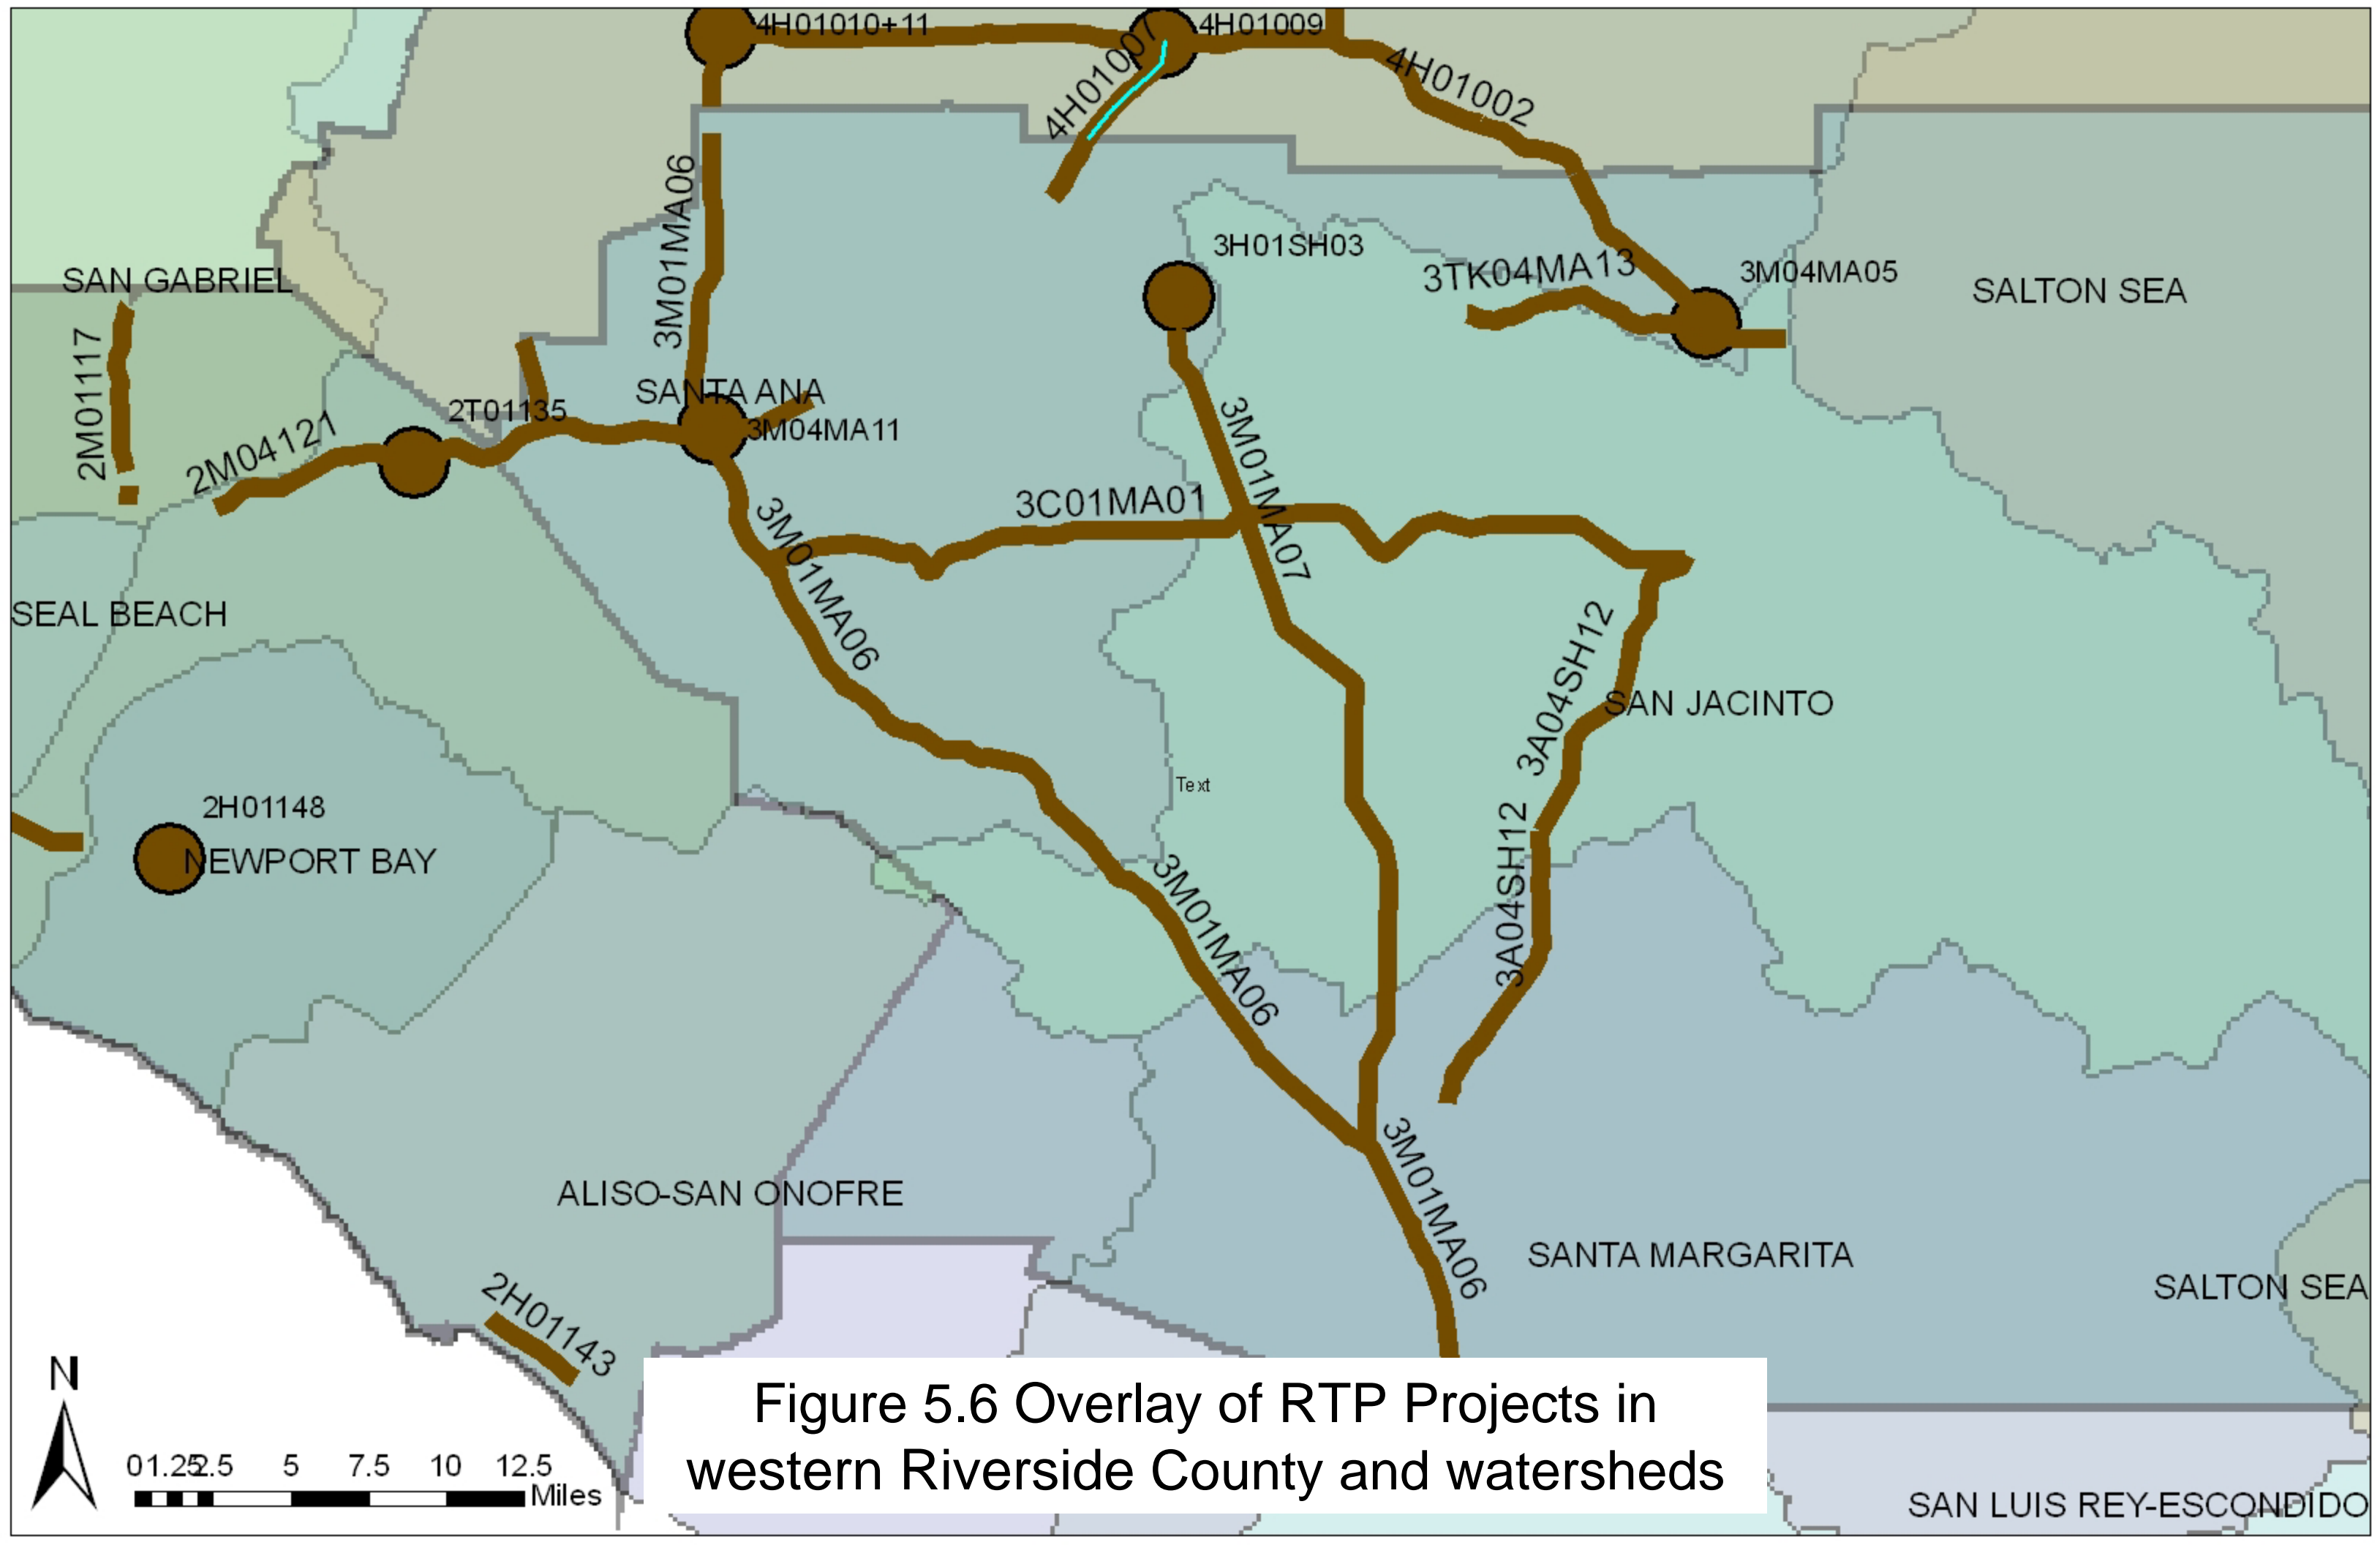 4H01010+11
4H01009
4H01007
4H01002
3M01MA06
3H01SH03
3TK04MA13
3M04MA05
SALTON SEA
SAN GABRIEL
2M01117
2M04121
2T01135
SANTA ANA
3M04MA11
3M01MA07
3C01MA01
3M01MA06
SEAL BEACH
3A04SH12
SAN JACINTO
Text
2H01148
NEWPORT BAY
3A04SH12
3M01MA06
ALISO-SAN ONOFRE
3M01MA06
SANTA MARGARITA
SALTON SEA
2H01143
N
0 1.25 2.5 5 7.5 10 12.5
Miles
Figure 5.6 Overlay of RTP Projects in
western Riverside County and watersheds
SAN LUIS REY-ESCONDIDO